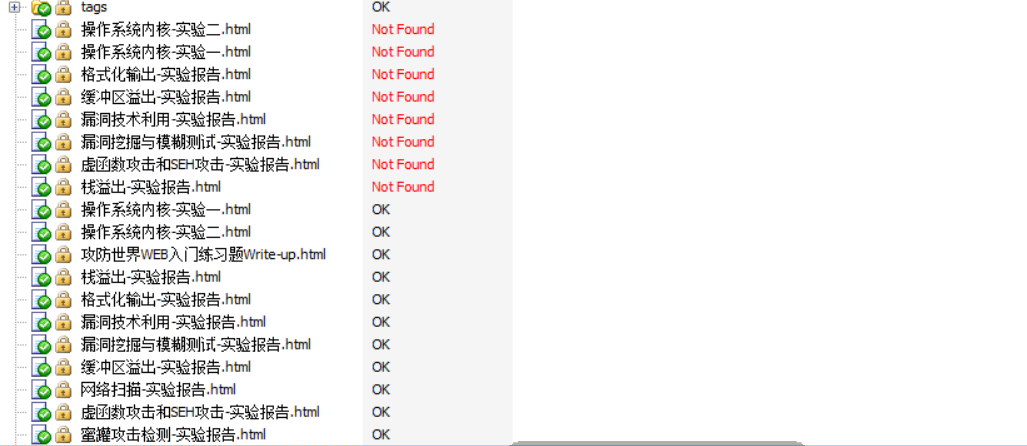 tags OK
操作系统内核-实验二.html Not Found
操作系统内核-实验一.html Not Found
格式化输出-实验报告.html Not Found
缓冲区溢出-实验报告.html Not Found
漏洞技术利用-实验报告.html Not Found
漏洞挖掘与模糊测试-实验报告.html Not Found
虚函数攻击和SEH攻击-实验报告.html Not Found
栈溢出-实验报告.html Not Found
操作系统内核-实验一.html OK
操作系统内核-实验二.html OK
攻防世界WEB入门练习题Write-up.html OK
栈溢出-实验报告.html OK
格式化输出-实验报告.html OK
漏洞技术利用-实验报告.html OK
漏洞挖掘与模糊测试-实验报告.html OK
缓冲区溢出-实验报告.html OK
网络扫描-实验报告.html OK
虚函数攻击和SEH攻击-实验报告.html OK
蜜罐攻击检测-实验报告.html OK